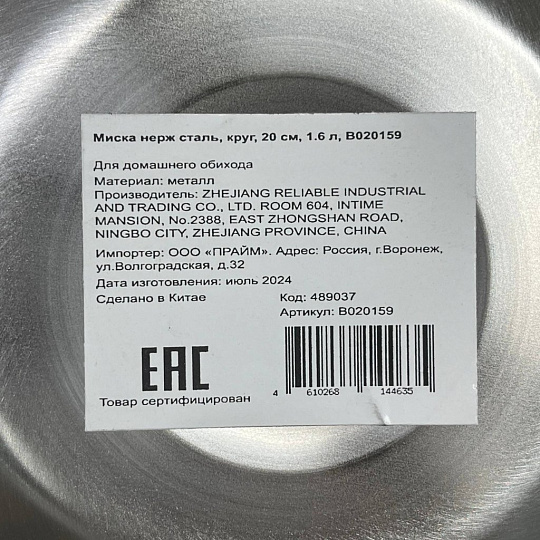 Миска нерж сталь, круг, 20 см, 1.6 л, B020159
Для домашнего обихода
Материал: металл
Производитель: ZHEJIANG RELIABLE INDUSTRIAL
AND TRADING CO., LTD. ROOM 604, INTIME
MANSION, No.2388, EAST ZHONGSHAN ROAD,
NINGBO CITY, ZHEJIANG PROVINCE, CHINA
Импортер: ООО «ПРАЙМ». Адрес: Россия, г.Воронеж,
ул.Волгоградская, д.32
Дата изготовления: июль 2024
Сделано в Китае
Код: 489037
Артикул: B020159
EAC
Товар сертифицирован
4 610268 144635